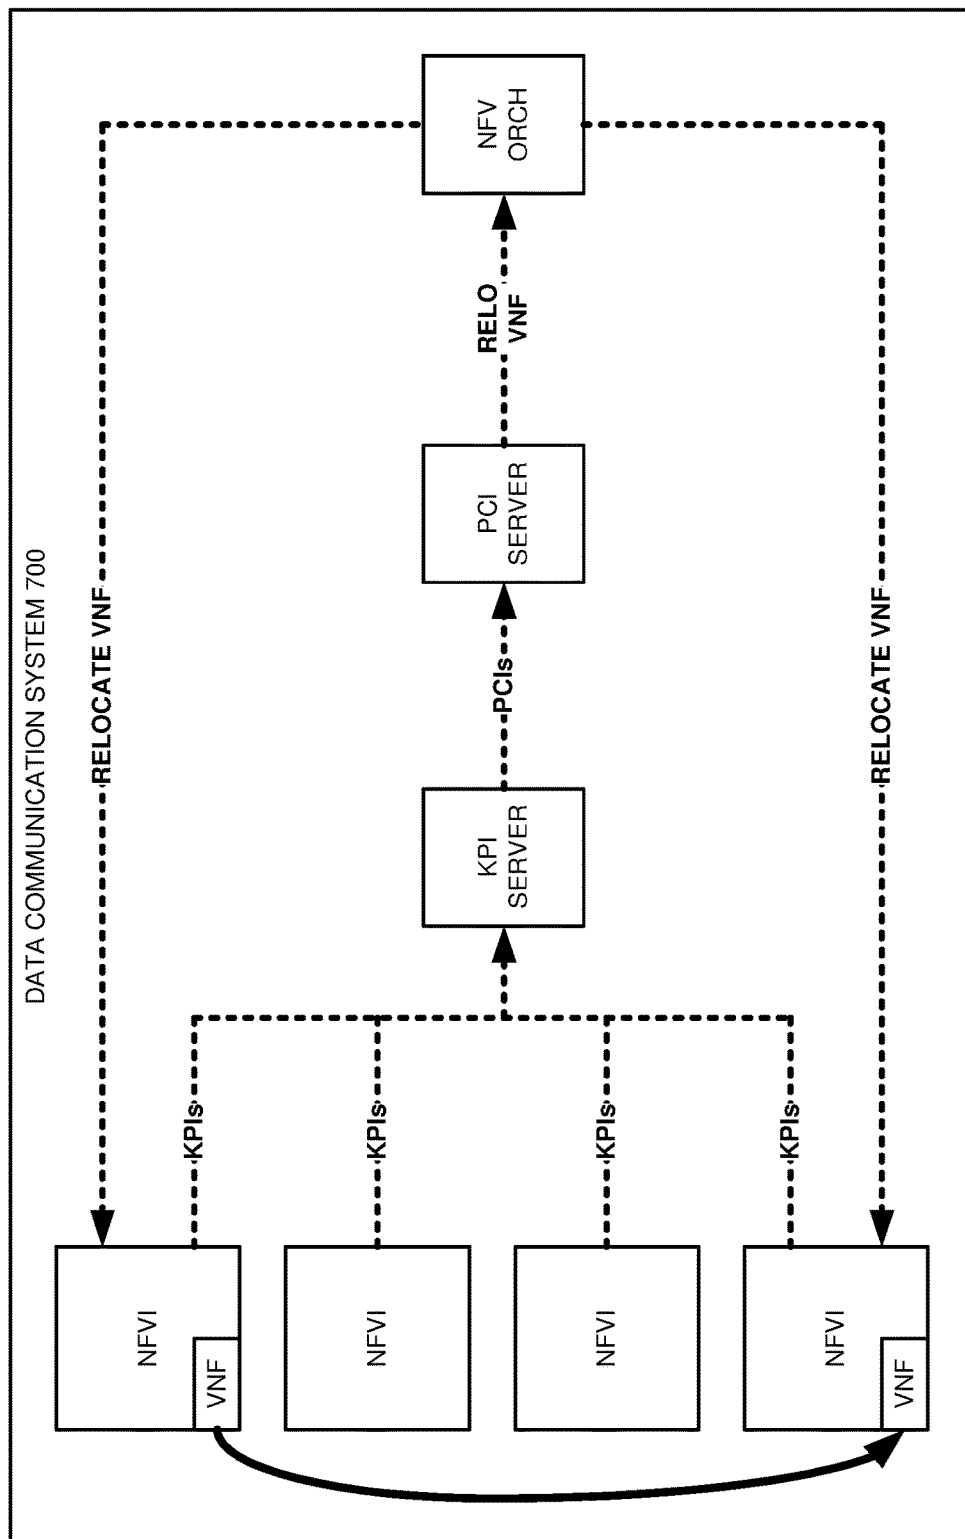 DATA COMMUNICATION SYSTEM 700
NFVI
VNF
NFVI
NFVI
NFVI
VNF
KPIs
KPIs
KPIs
KPIs
KPI
SERVER
PCIs
PCI
SERVER
RELO
VNF
NFV
ORCH
RELOCATE VNF
RELOCATE VNF